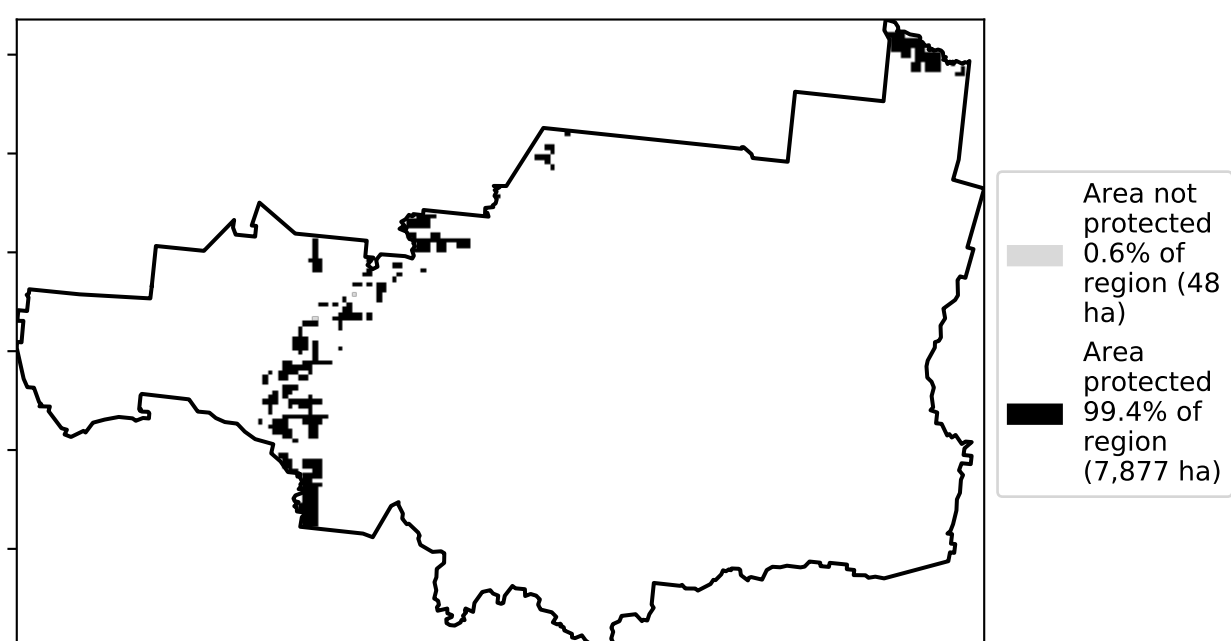 Area not
protected
0.6% of
region (48
ha)
Area
protected
99.4% of
region
(7,877 ha)